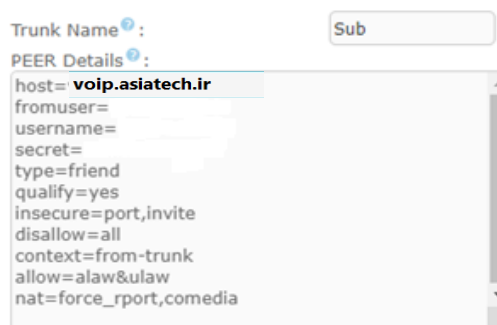 Trunk Name? : Sub
PEER Details? :
host= voip.asiatech.ir
fromuser=
username=
secret=
type=friend
qualify=yes
insecure=port,invite
disallow=all
context=from-trunk
allow=alaw&ulaw
nat=force_rport,comedia